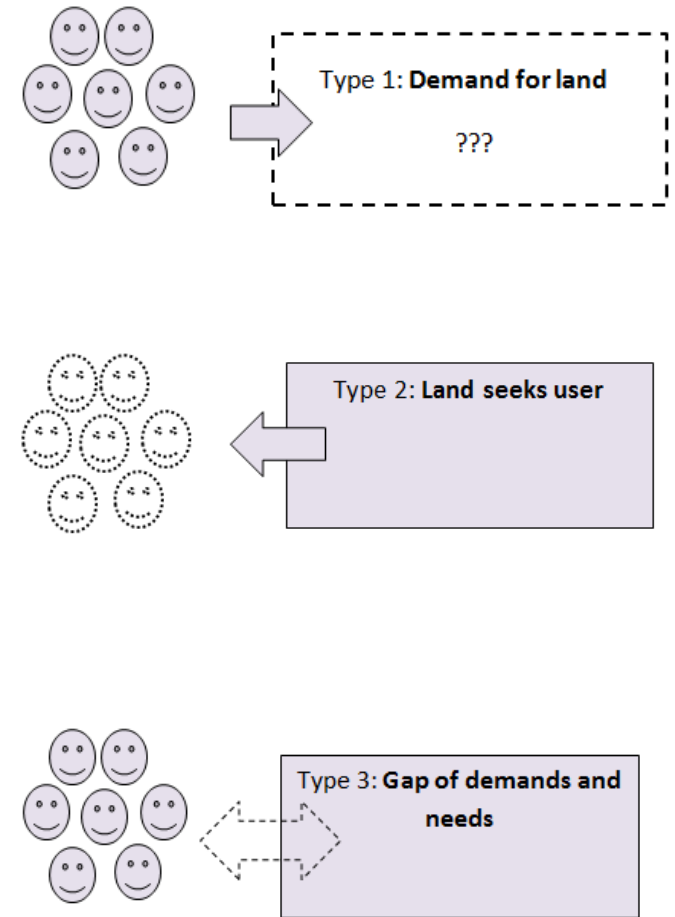 Type 1: Demand for land
???
Type 2: Land seeks user
Type 3: Gap of demands and
needs